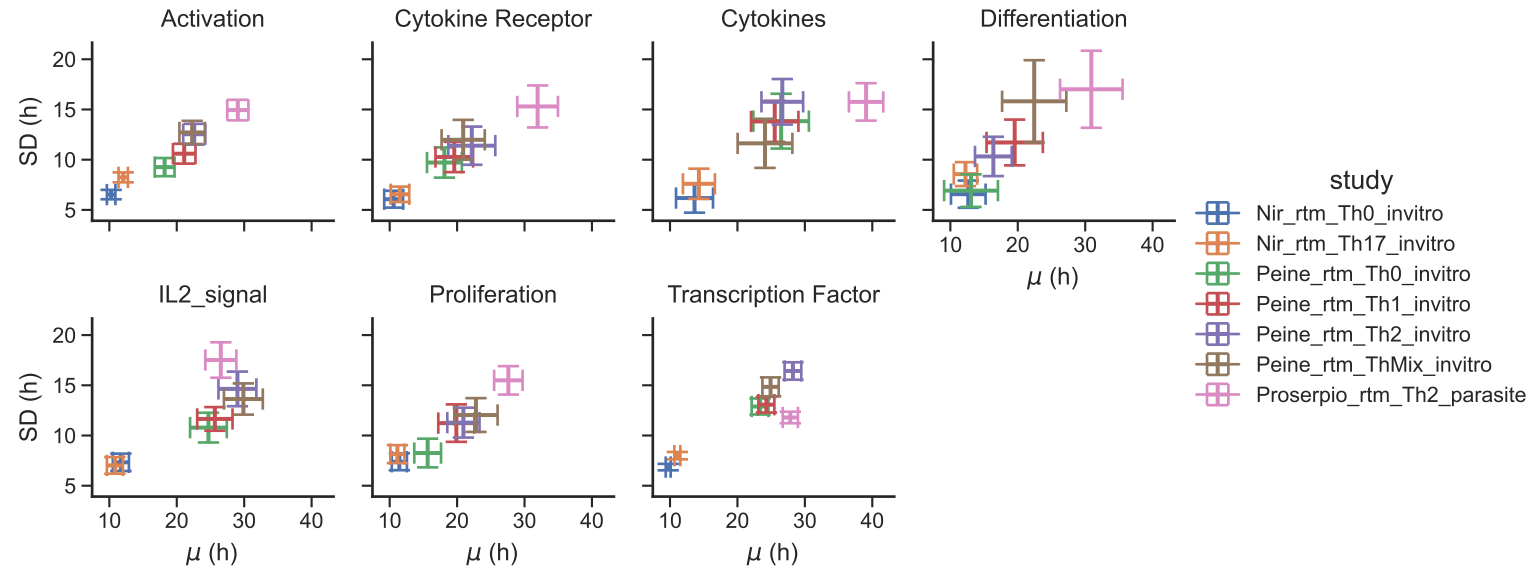 Activation
Cytokine Receptor
Cytokines
Differentiation
SD (h)
20
15
10
5
10 20 30 40
μ (h)
study
Nir_rtm_Th0_invitro
Nir_rtm_Th17_invitro
Peine_rtm_Th0_invitro
Peine_rtm_Th1_invitro
Peine_rtm_Th2_invitro
Peine_rtm_ThMix_invitro
Proserpio_rtm_Th2_parasite
IL2_signal
Proliferation
Transcription Factor
SD (h)
20
15
10
5
10 20 30 40
10 20 30 40
10 20 30 40
μ (h)
μ (h)
μ (h)